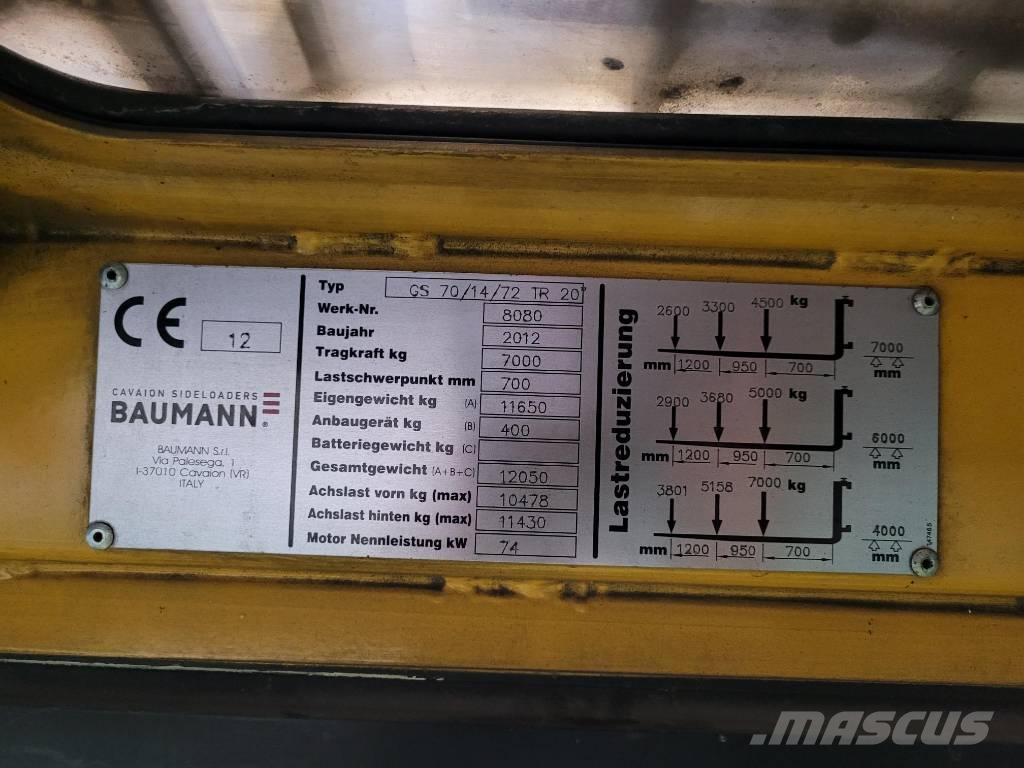 CE 12
CAVAION SIDELOADERS
BAUMANN®
BAUMANN S.r.l.
Via Palesega, 1
I-37010 Cavaion (VR)
ITALY
Typ GS 70/14/72 TR 20"
Werk-Nr. 8080
Baujahr 2012
Tragkraft kg 7000
Lastschwerpunkt mm 700
Eigengewicht kg (A) 11650
Anbaugerät kg (B) 400
Batteriegewicht kg (C)
Gesamtgewicht (A+B+C) 12050
Achslast vorn kg (max) 10478
Achslast hinten kg (max) 11430
Motor Nennleistung kW 74
Lastreduzierung
2600 3300 4500 kg
7000
mm 1200 950 700 mm
2900 3680 5000 kg
6000
mm 1200 950 700 mm
3801 5158 7000 kg
4000
mm 1200 950 700 mm
MASCUS